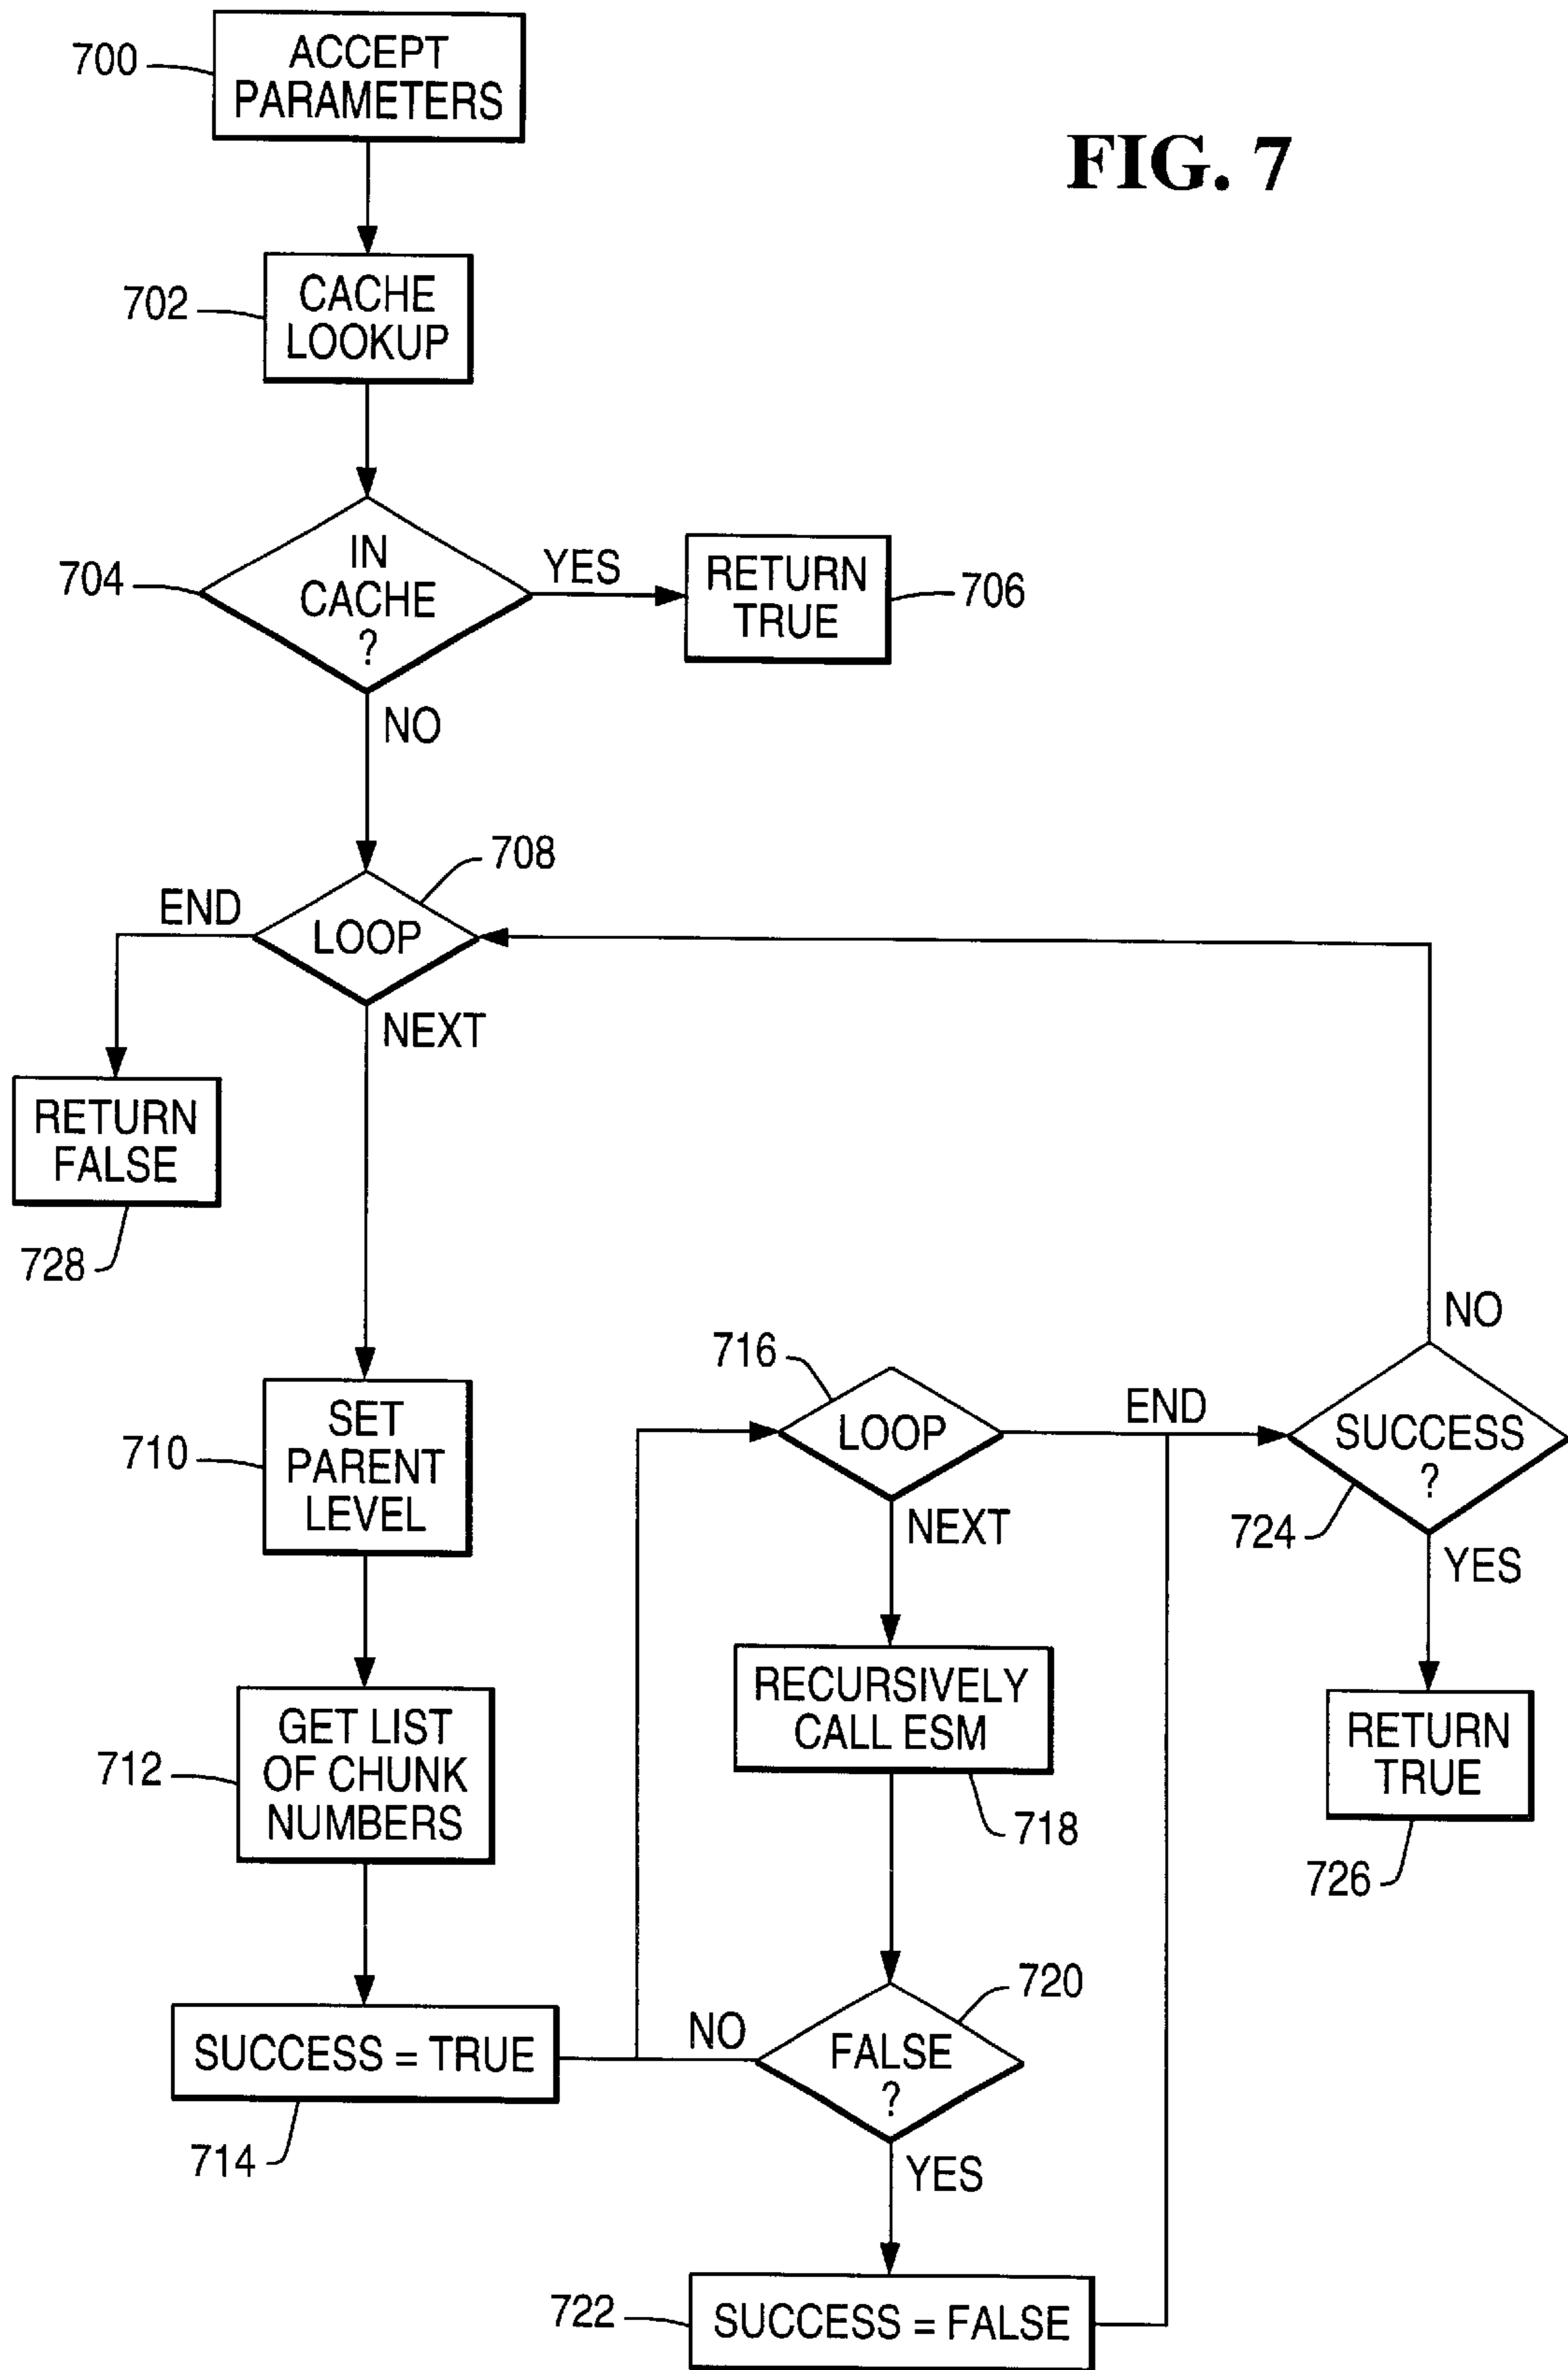 700
ACCEPT
PARAMETERS
FIG. 7
702
CACHE
LOOKUP
704
IN
CACHE
?
YES
RETURN
TRUE
706
NO
708
END
LOOP
NEXT
RETURN
FALSE
728
NO
716
LOOP
END
SUCCESS
?
724
710
SET
PARENT
LEVEL
NEXT
YES
RECURSIVELY
CALL ESM
718
712
GET LIST
OF CHUNK
NUMBERS
RETURN
TRUE
726
720
SUCCESS = TRUE
NO
FALSE
?
714
YES
722
SUCCESS = FALSE